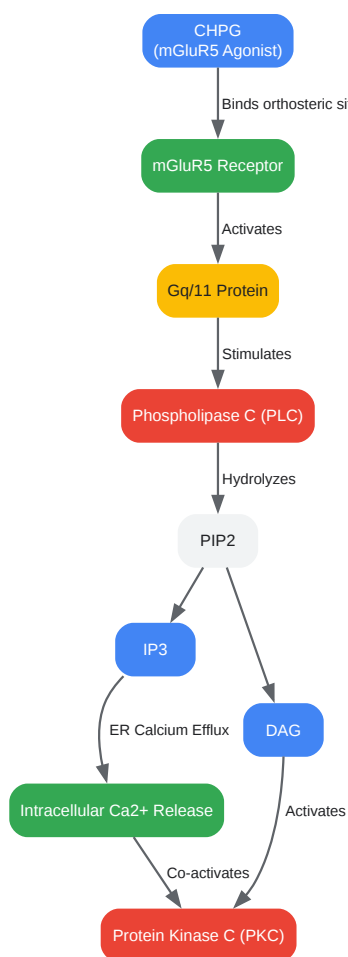 CHPG
(mGluR5 Agonist)
Binds orthosteric
mGluR5 Receptor
Activates
Gq/11 Protein
Stimulates
Phospholipase C (PLC)
Hydrolyzes
PIP2
IP3
ER Calcium Efflux
DAG
Intracellular Ca2+ Release
Activates
Co-activates
Protein Kinase C (PKC)